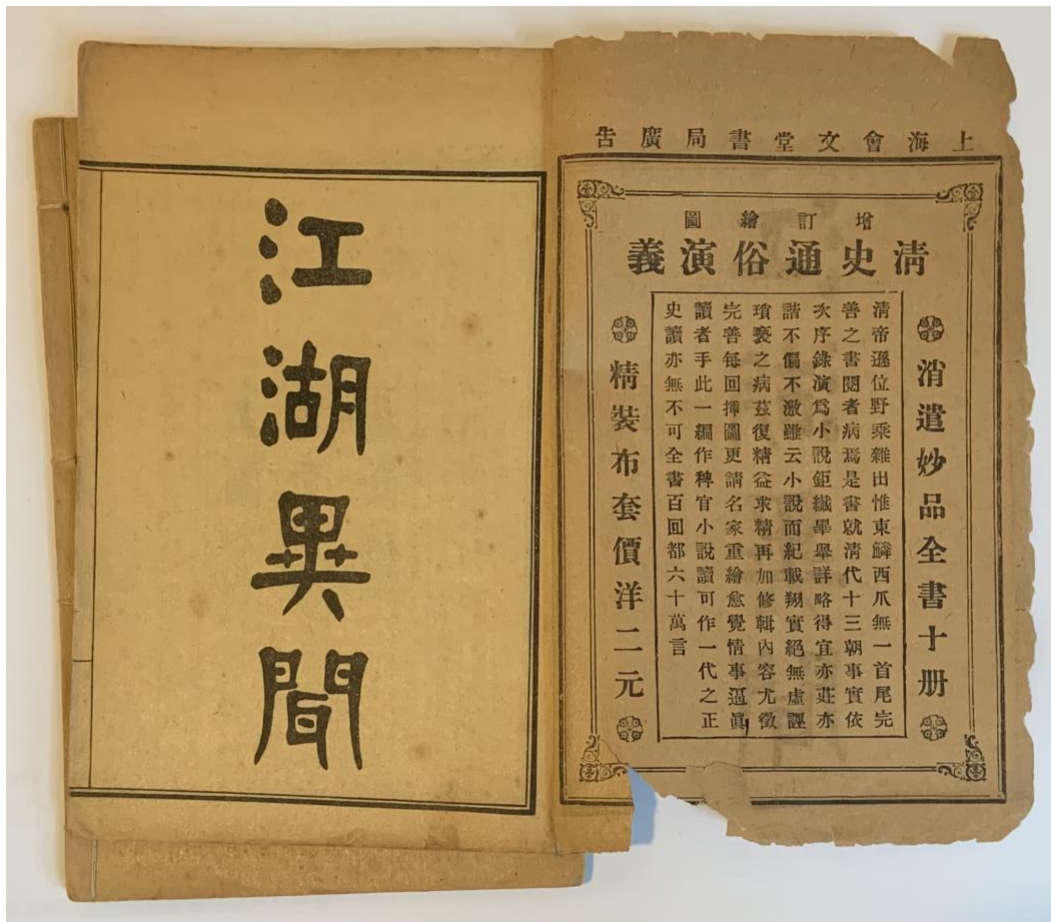 上海會文堂書局廣告
增訂繪圖
清史通俗演義
消遣妙品全書十册
清帝遜位野乘雜出惟東鱗西爪無一首尾完
善之書閱者病焉是書就清代十三朝事實依
次序錄演爲小說鉅纖畢舉詳略得宜亦莊亦
諧不偏不激雖云小說而紀載翔實絕無虛誣
瑣褻之病茲復精益求精再加修輯內容尤徵
完善每回揷圖更請名家重繪愈覺情事逼眞
讀者手此一編作稗官小說讀可作一代之正
史讀亦無不可全書百回都六十萬言
精裝布套價洋二元
江湖異聞